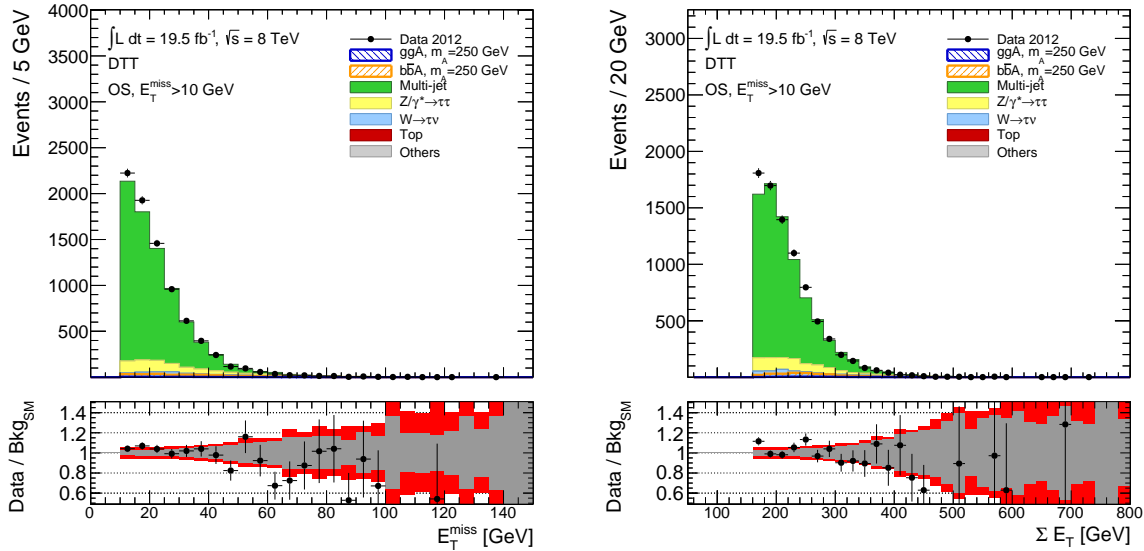 ∫L dt = 19.5 fb⁻¹, √s = 8 TeV
DTT
OS, E_T^miss>10 GeV
Data 2012
ggA, m_A=250 GeV
bb̄A, m_A=250 GeV
Multi-jet
Z/γ*→ττ
W→τν
Top
Others
Events / 5 GeV
4000
3500
3000
2500
2000
1500
1000
500
Data / Bkg_SM
1.4
1.2
1
0.8
0.6
0 20 40 60 80 100 120 140
E_T^miss [GeV]
∫L dt = 19.5 fb⁻¹, √s = 8 TeV
DTT
OS, E_T^miss>10 GeV
Data 2012
ggA, m_A=250 GeV
bb̄A, m_A=250 GeV
Multi-jet
Z/γ*→ττ
W→τν
Top
Others
Events / 20 GeV
3000
2500
2000
1500
1000
500
Data / Bkg_SM
1.4
1.2
1
0.8
0.6
100 200 300 400 500 600 700 800
Σ E_T [GeV]